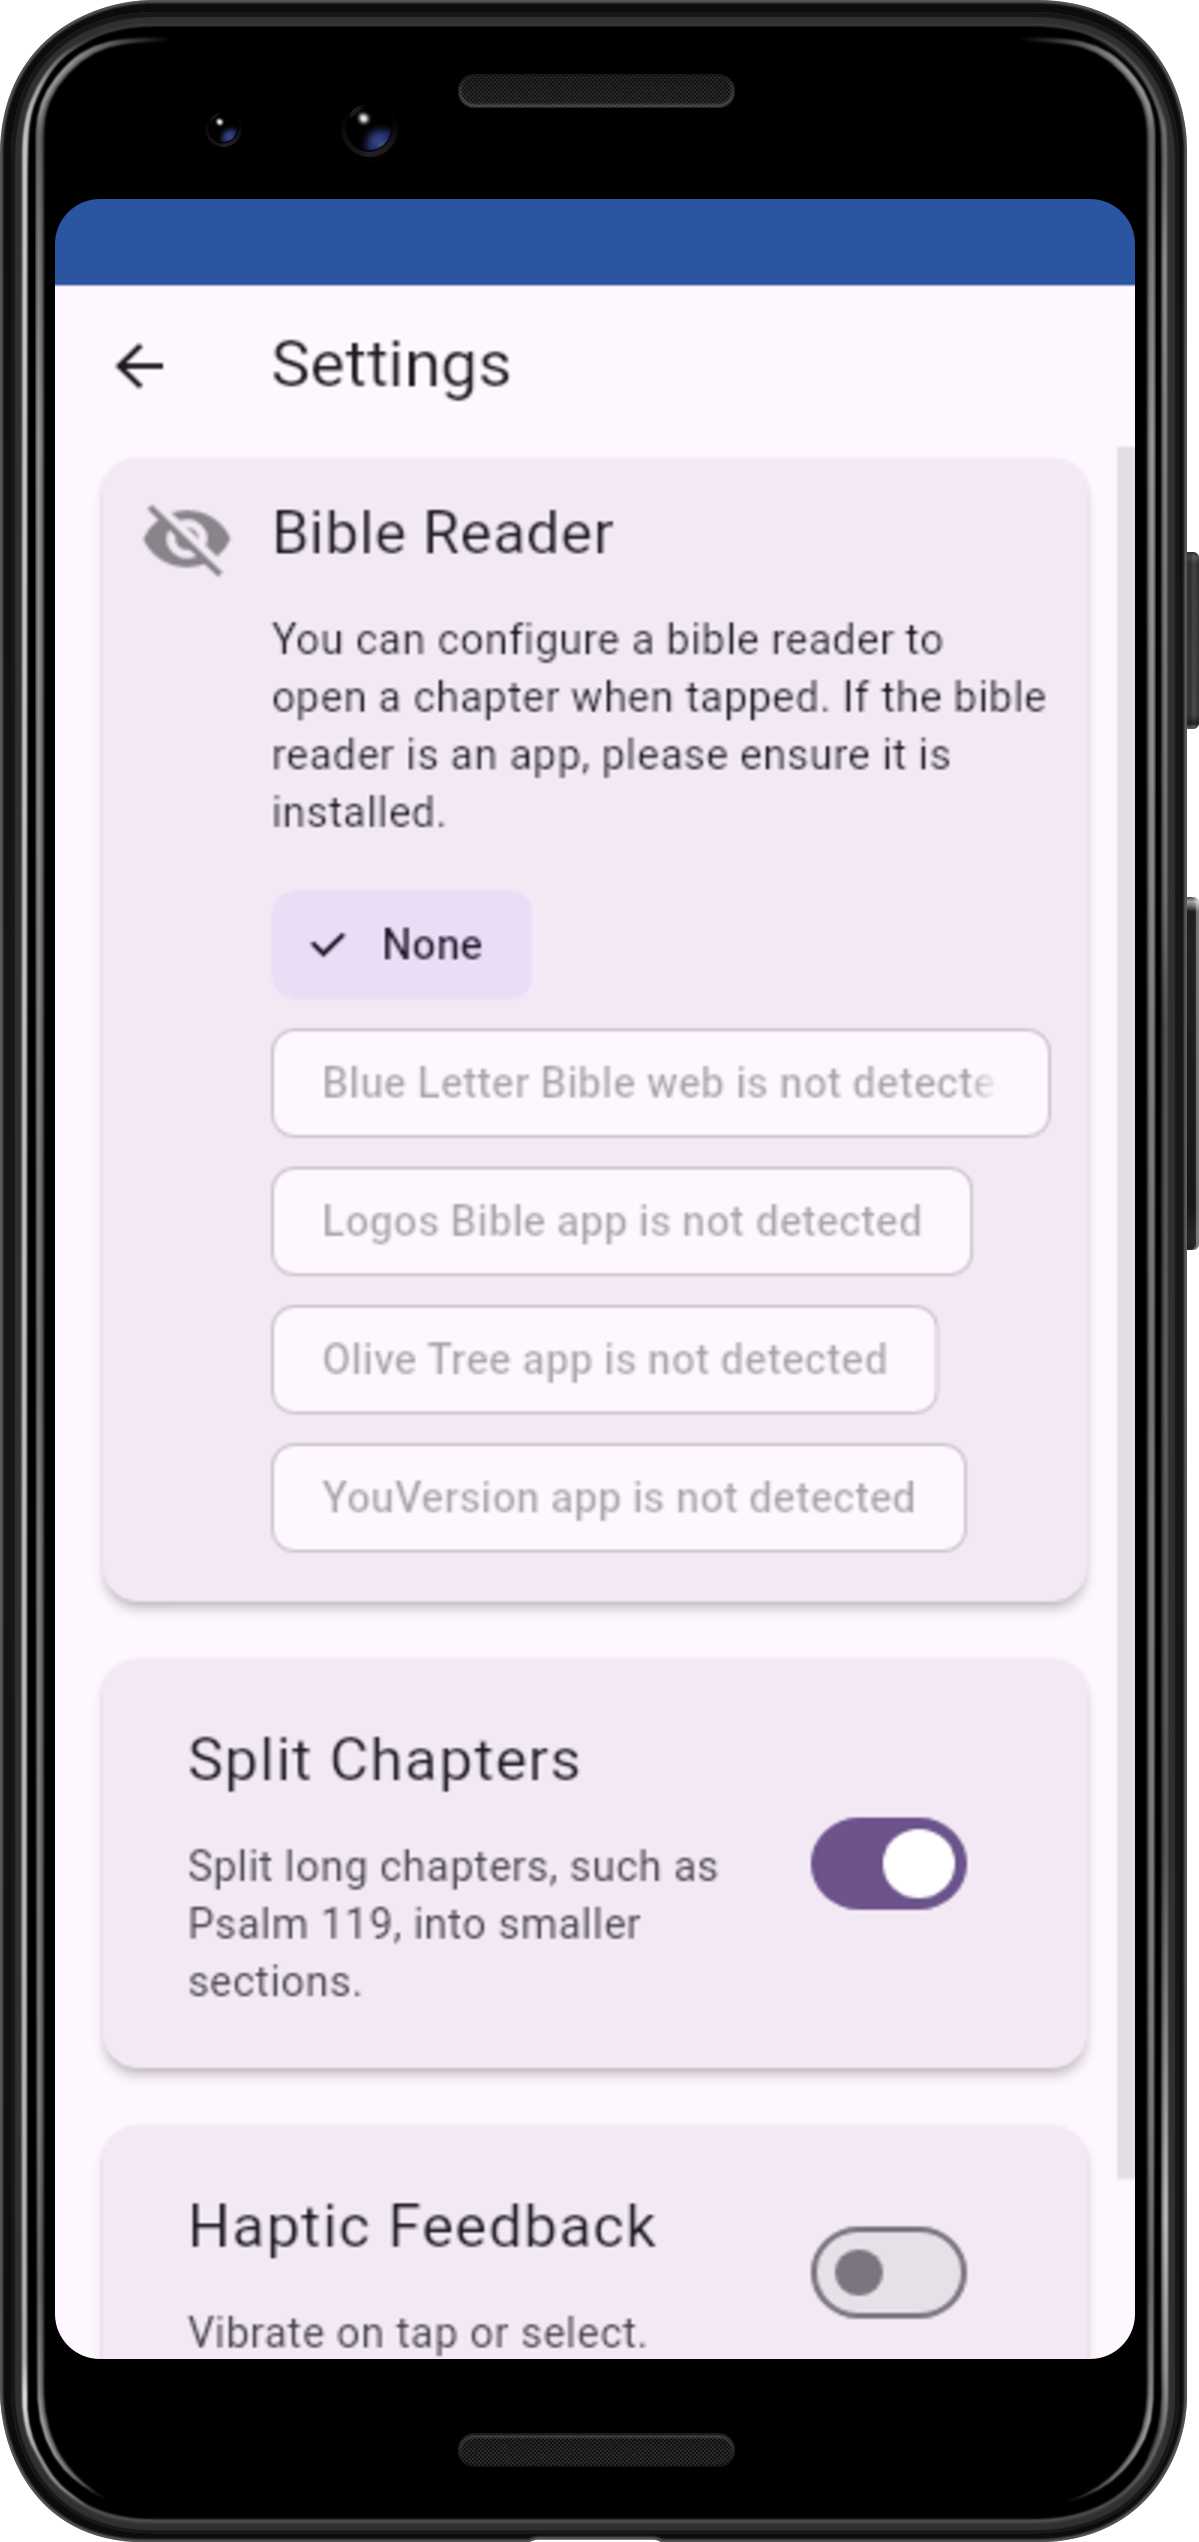 Settings
Bible Reader
You can configure a bible reader to
open a chapter when tapped. If the bible
reader is an app, please ensure it is
installed.
None
Blue Letter Bible web is not detecte
Logos Bible app is not detected
Olive Tree app is not detected
YouVersion app is not detected
Split Chapters
Split long chapters, such as
Psalm 119, into smaller
sections.
Haptic Feedback
Vibrate on tap or select.